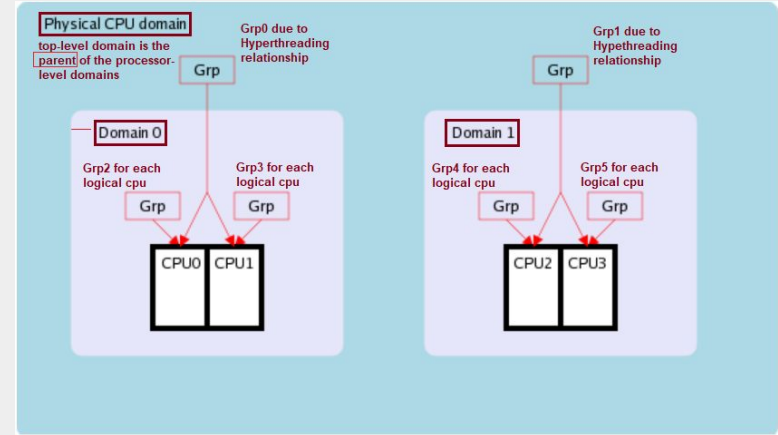 Physical CPU domain
top-level domain is the
parent of the processor-
level domains
Grp0 due to
Hyperthreading
relationship
Grp
Grp1 due to
Hypethreading
relationship
Grp
Domain 0
Grp2 for each
logical cpu
Grp
Grp3 for each
logical cpu
Grp
CPU0
CPU1
Domain 1
Grp4 for each
logical cpu
Grp
Grp5 for each
logical cpu
Grp
CPU2
CPU3